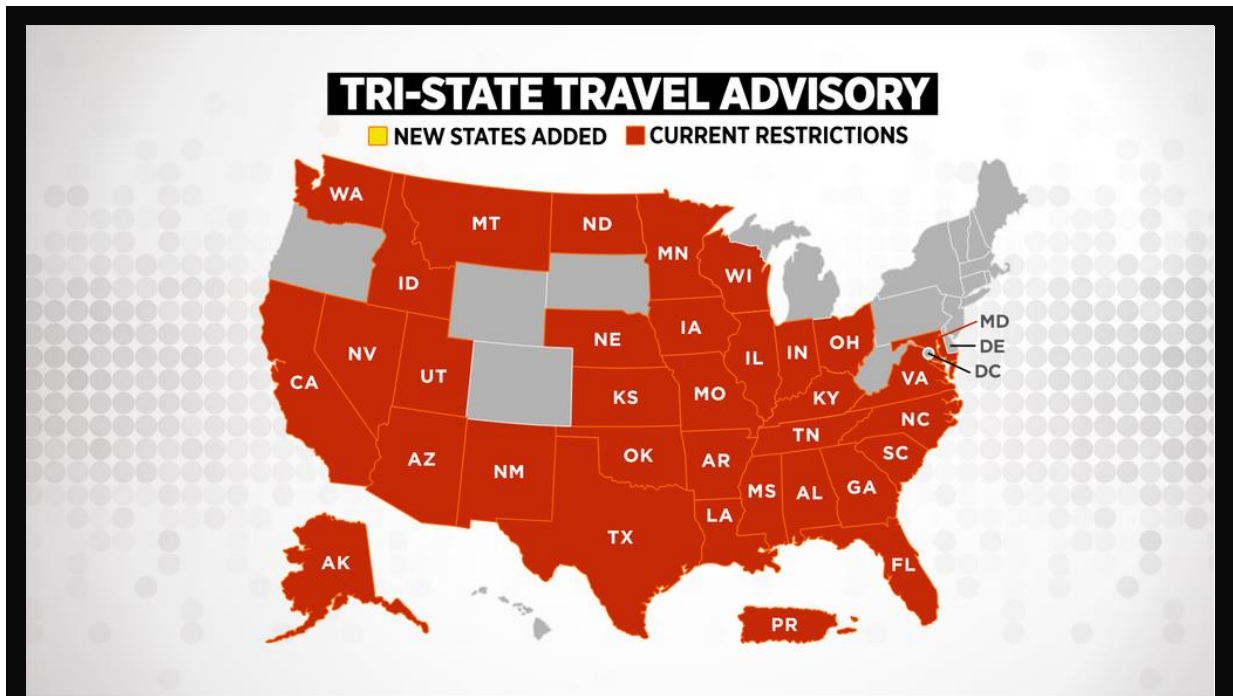 TRI-STATE TRAVEL ADVISORY
NEW STATES ADDED CURRENT RESTRICTIONS
WA
MT
ND
MN
ID
WI
NE
IA
NV
UT
CA
IL
IN
OH
MD
DE
DC
VA
KS
MO
KY
NC
TN
SC
AZ
NM
OK
AR
MS
AL
GA
LA
TX
FL
AK
PR